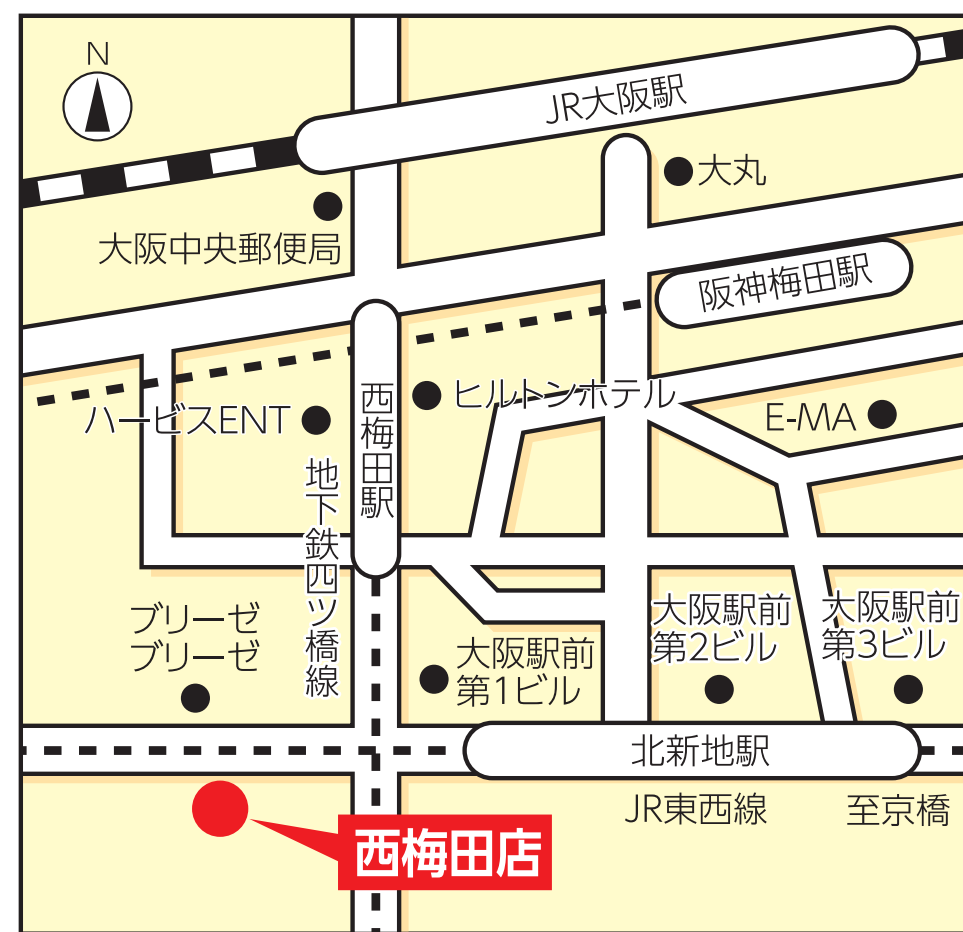 N
JR大阪駅
大丸
大阪中央郵便局
阪神梅田駅
ヒルトンホテル
E-MA
ハービスENT
西梅田駅
地下鉄四ツ橋線
ブリーゼ
ブリーゼ
大阪駅前
第1ビル
大阪駅前
第2ビル
大阪駅前
第3ビル
北新地駅
JR東西線
至京橋
西梅田店